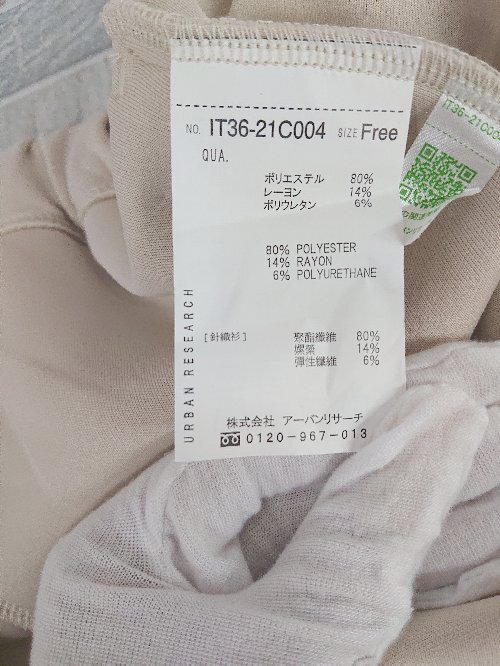 NO. IT36-21C004 SIZE Free
QUA.
ポリエステル 80%
レーヨン 14%
ポリウレタン 6%
80% POLYESTER
14% RAYON
6% POLYURETHANE
[針織衫] 聚酯纖維 80%
嫘縈 14%
彈性纖維 6%
URBAN RESEARCH
株式会社 アーバンリサーチ
0120-967-013
IT36-21C004